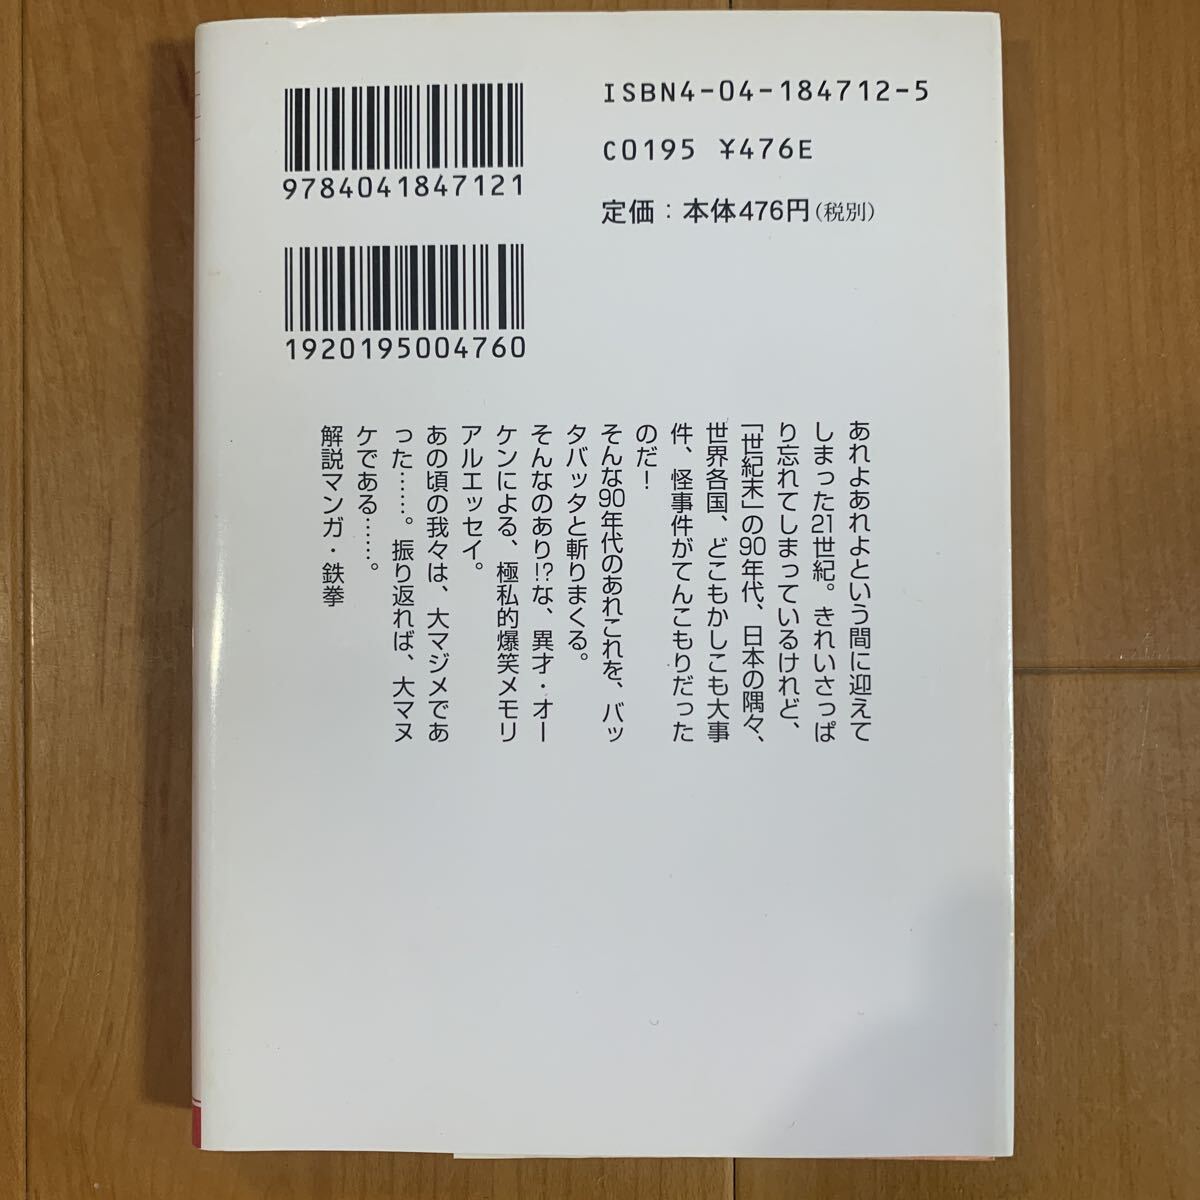 ISBN4-04-184712-5
C0195 ¥476E
定価：本体476円（税別）
9784041847121
1920195004760
あれよあれよという間に迎えて
しまった21世紀。きれいさっぱ
り忘れてしまっているけれど、
「世紀末」の90年代、日本の隅々、
世界各国、どこもかしこも大事
件、怪事件がてんこもりだった
のだ！
そんな90年代のあれこれを、バッ
タバッタと斬りまくる。
そんなのあり!?な、異才・オー
ケンによる、極私的爆笑メモリ
アルエッセイ。
あの頃の我々は、大マジメであ
った……。振り返れば、大マヌ
ケである……。
解説マンガ・鉄拳